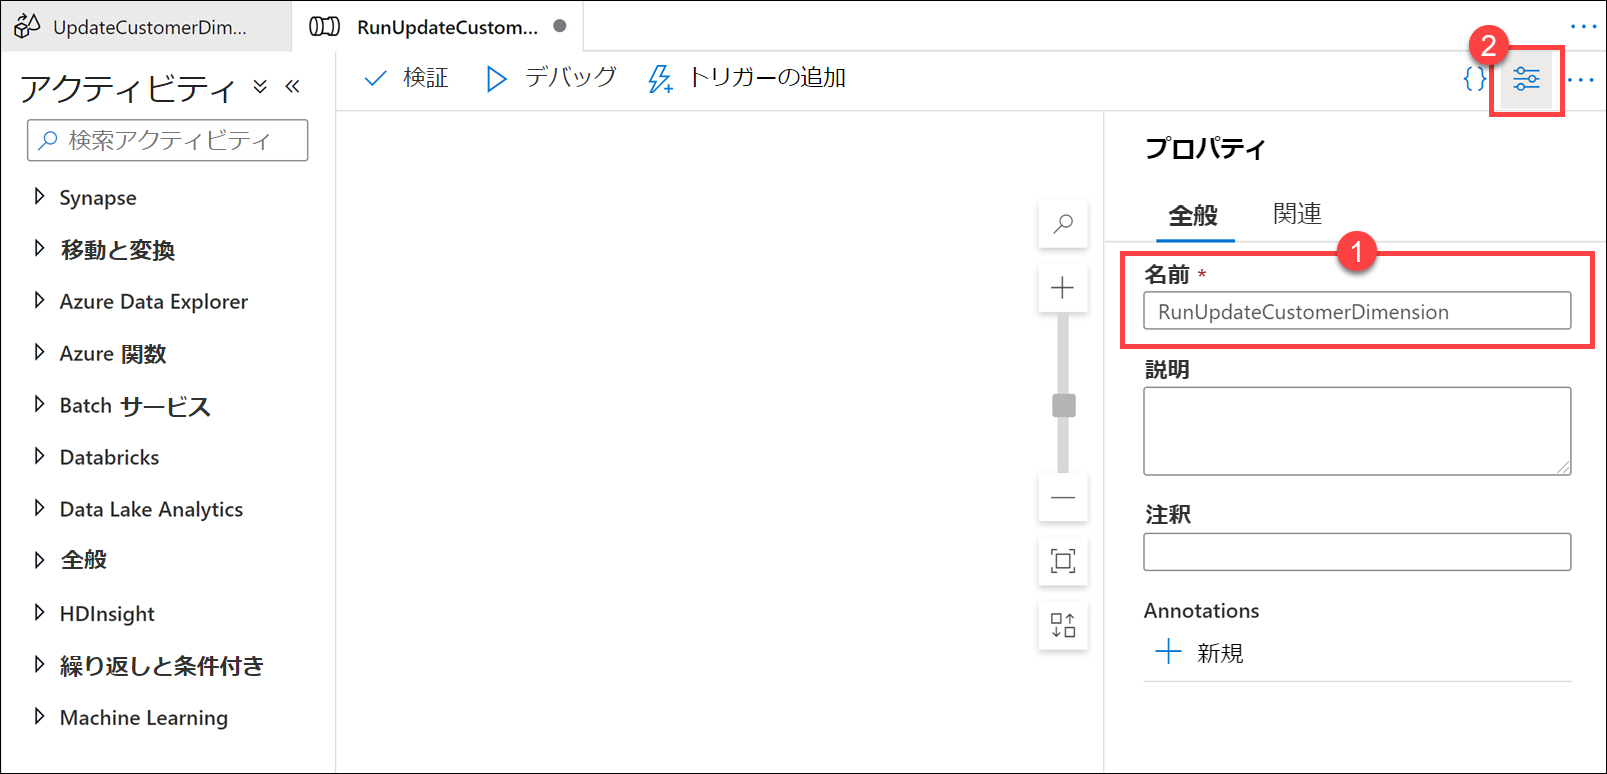 UpdateCustomerDim...
RunUpdateCustom...
アクティビティ
検証
デバッグ
トリガーの追加
{}
2
検索アクティビティ
Synapse
移動と変換
Azure Data Explorer
Azure 関数
Batch サービス
Databricks
Data Lake Analytics
全般
HDInsight
繰り返しと条件付き
Machine Learning
プロパティ
全般
関連
1
名前 *
RunUpdateCustomerDimension
説明
注釈
Annotations
新規